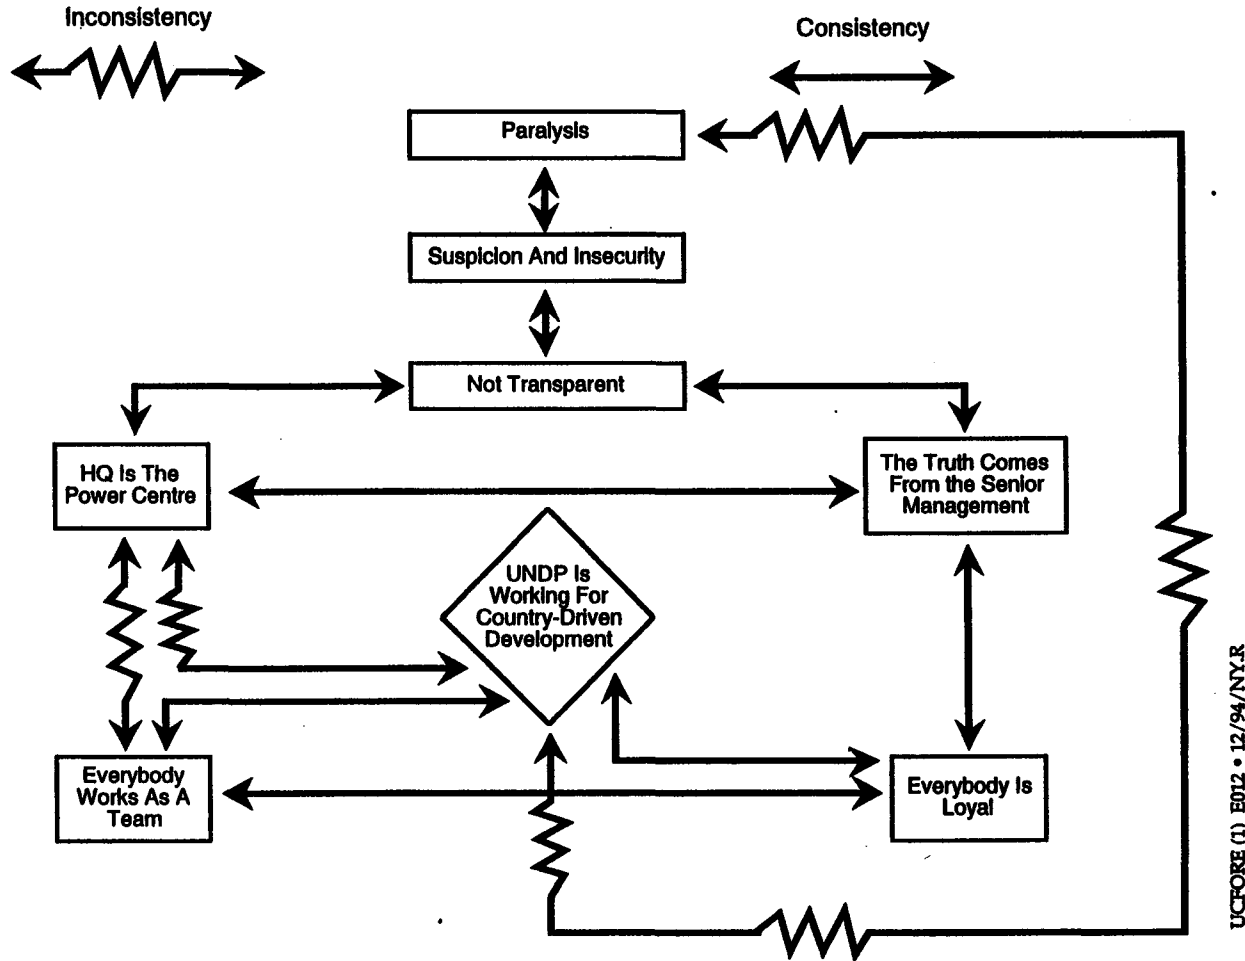 Inconsistency
Consistency
Paralysis
Suspicion And Insecurity
Not Transparent
HQ Is The
Power Centre
The Truth Comes
From the Senior
Management
UNDP Is
Working For
Country-Driven
Development
Everybody
Works As A
Team
Everybody Is
Loyal
UCFORE (1) E012 • 12/94/NY.R